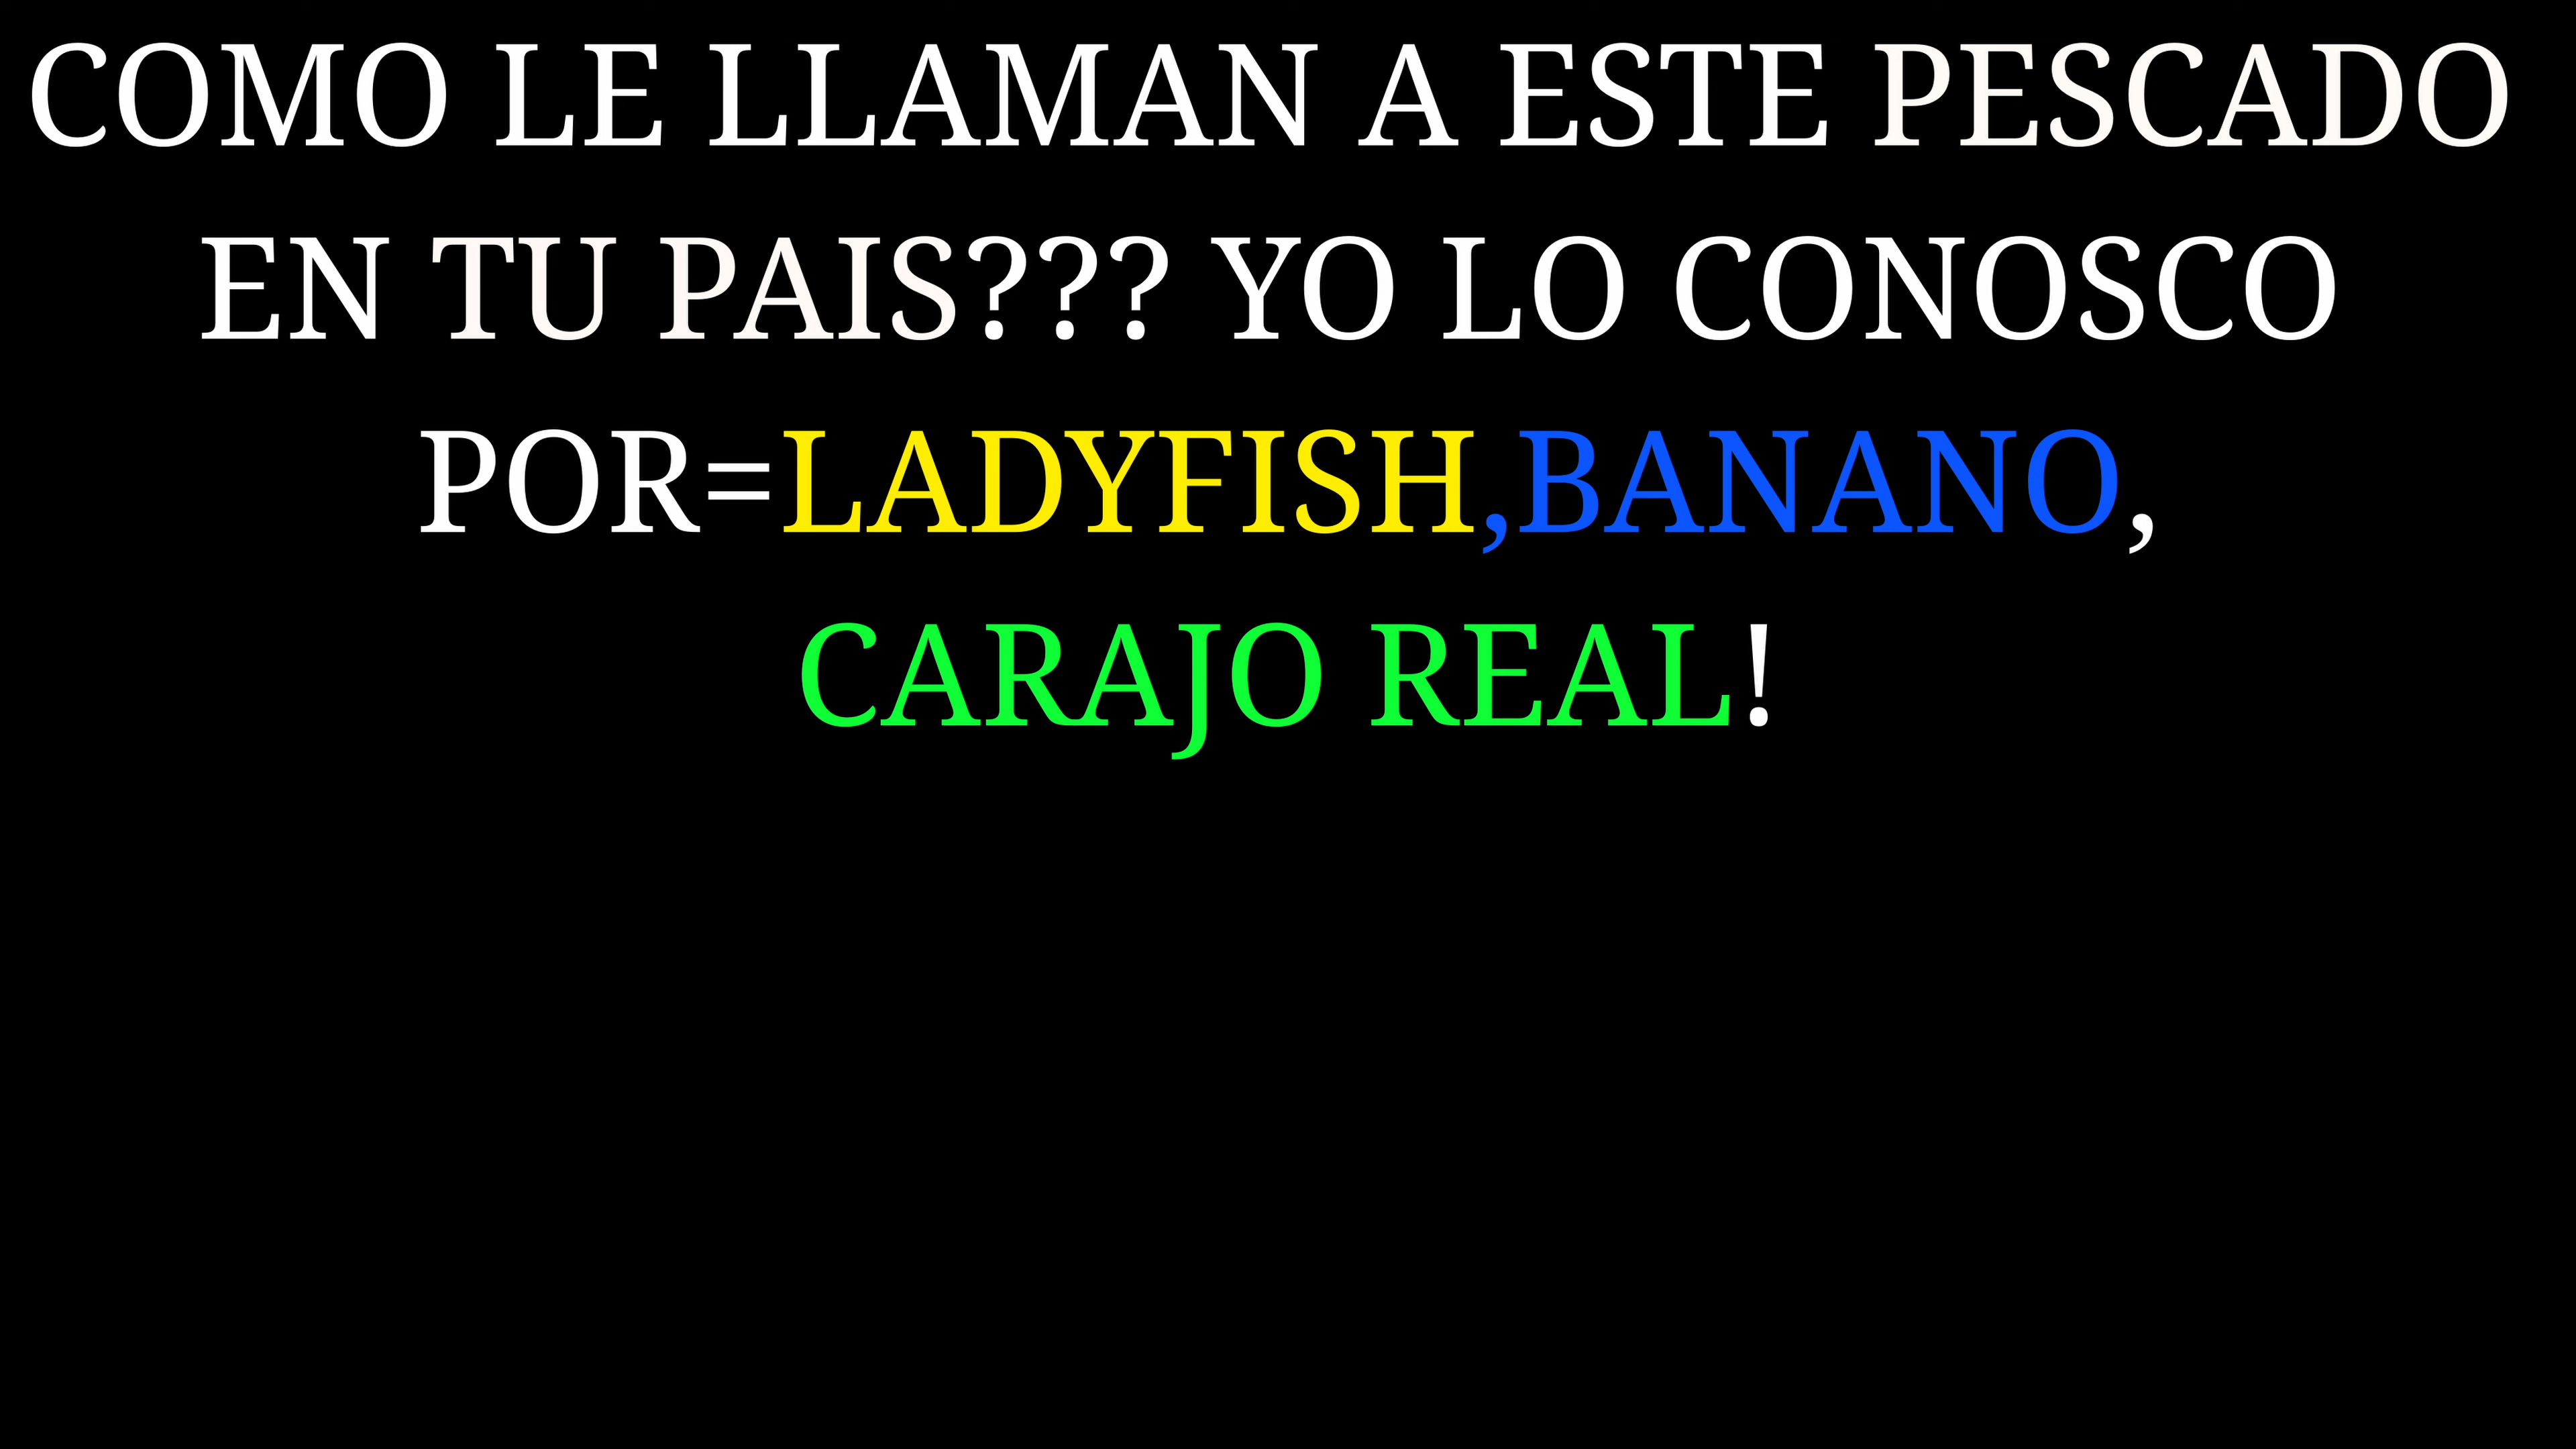 COMO LE LLAMAN A ESTE PESCADO
EN TU PAIS??? YO LO CONOSCO
POR=LADYFISH,BANANO,
CARAJO REAL!